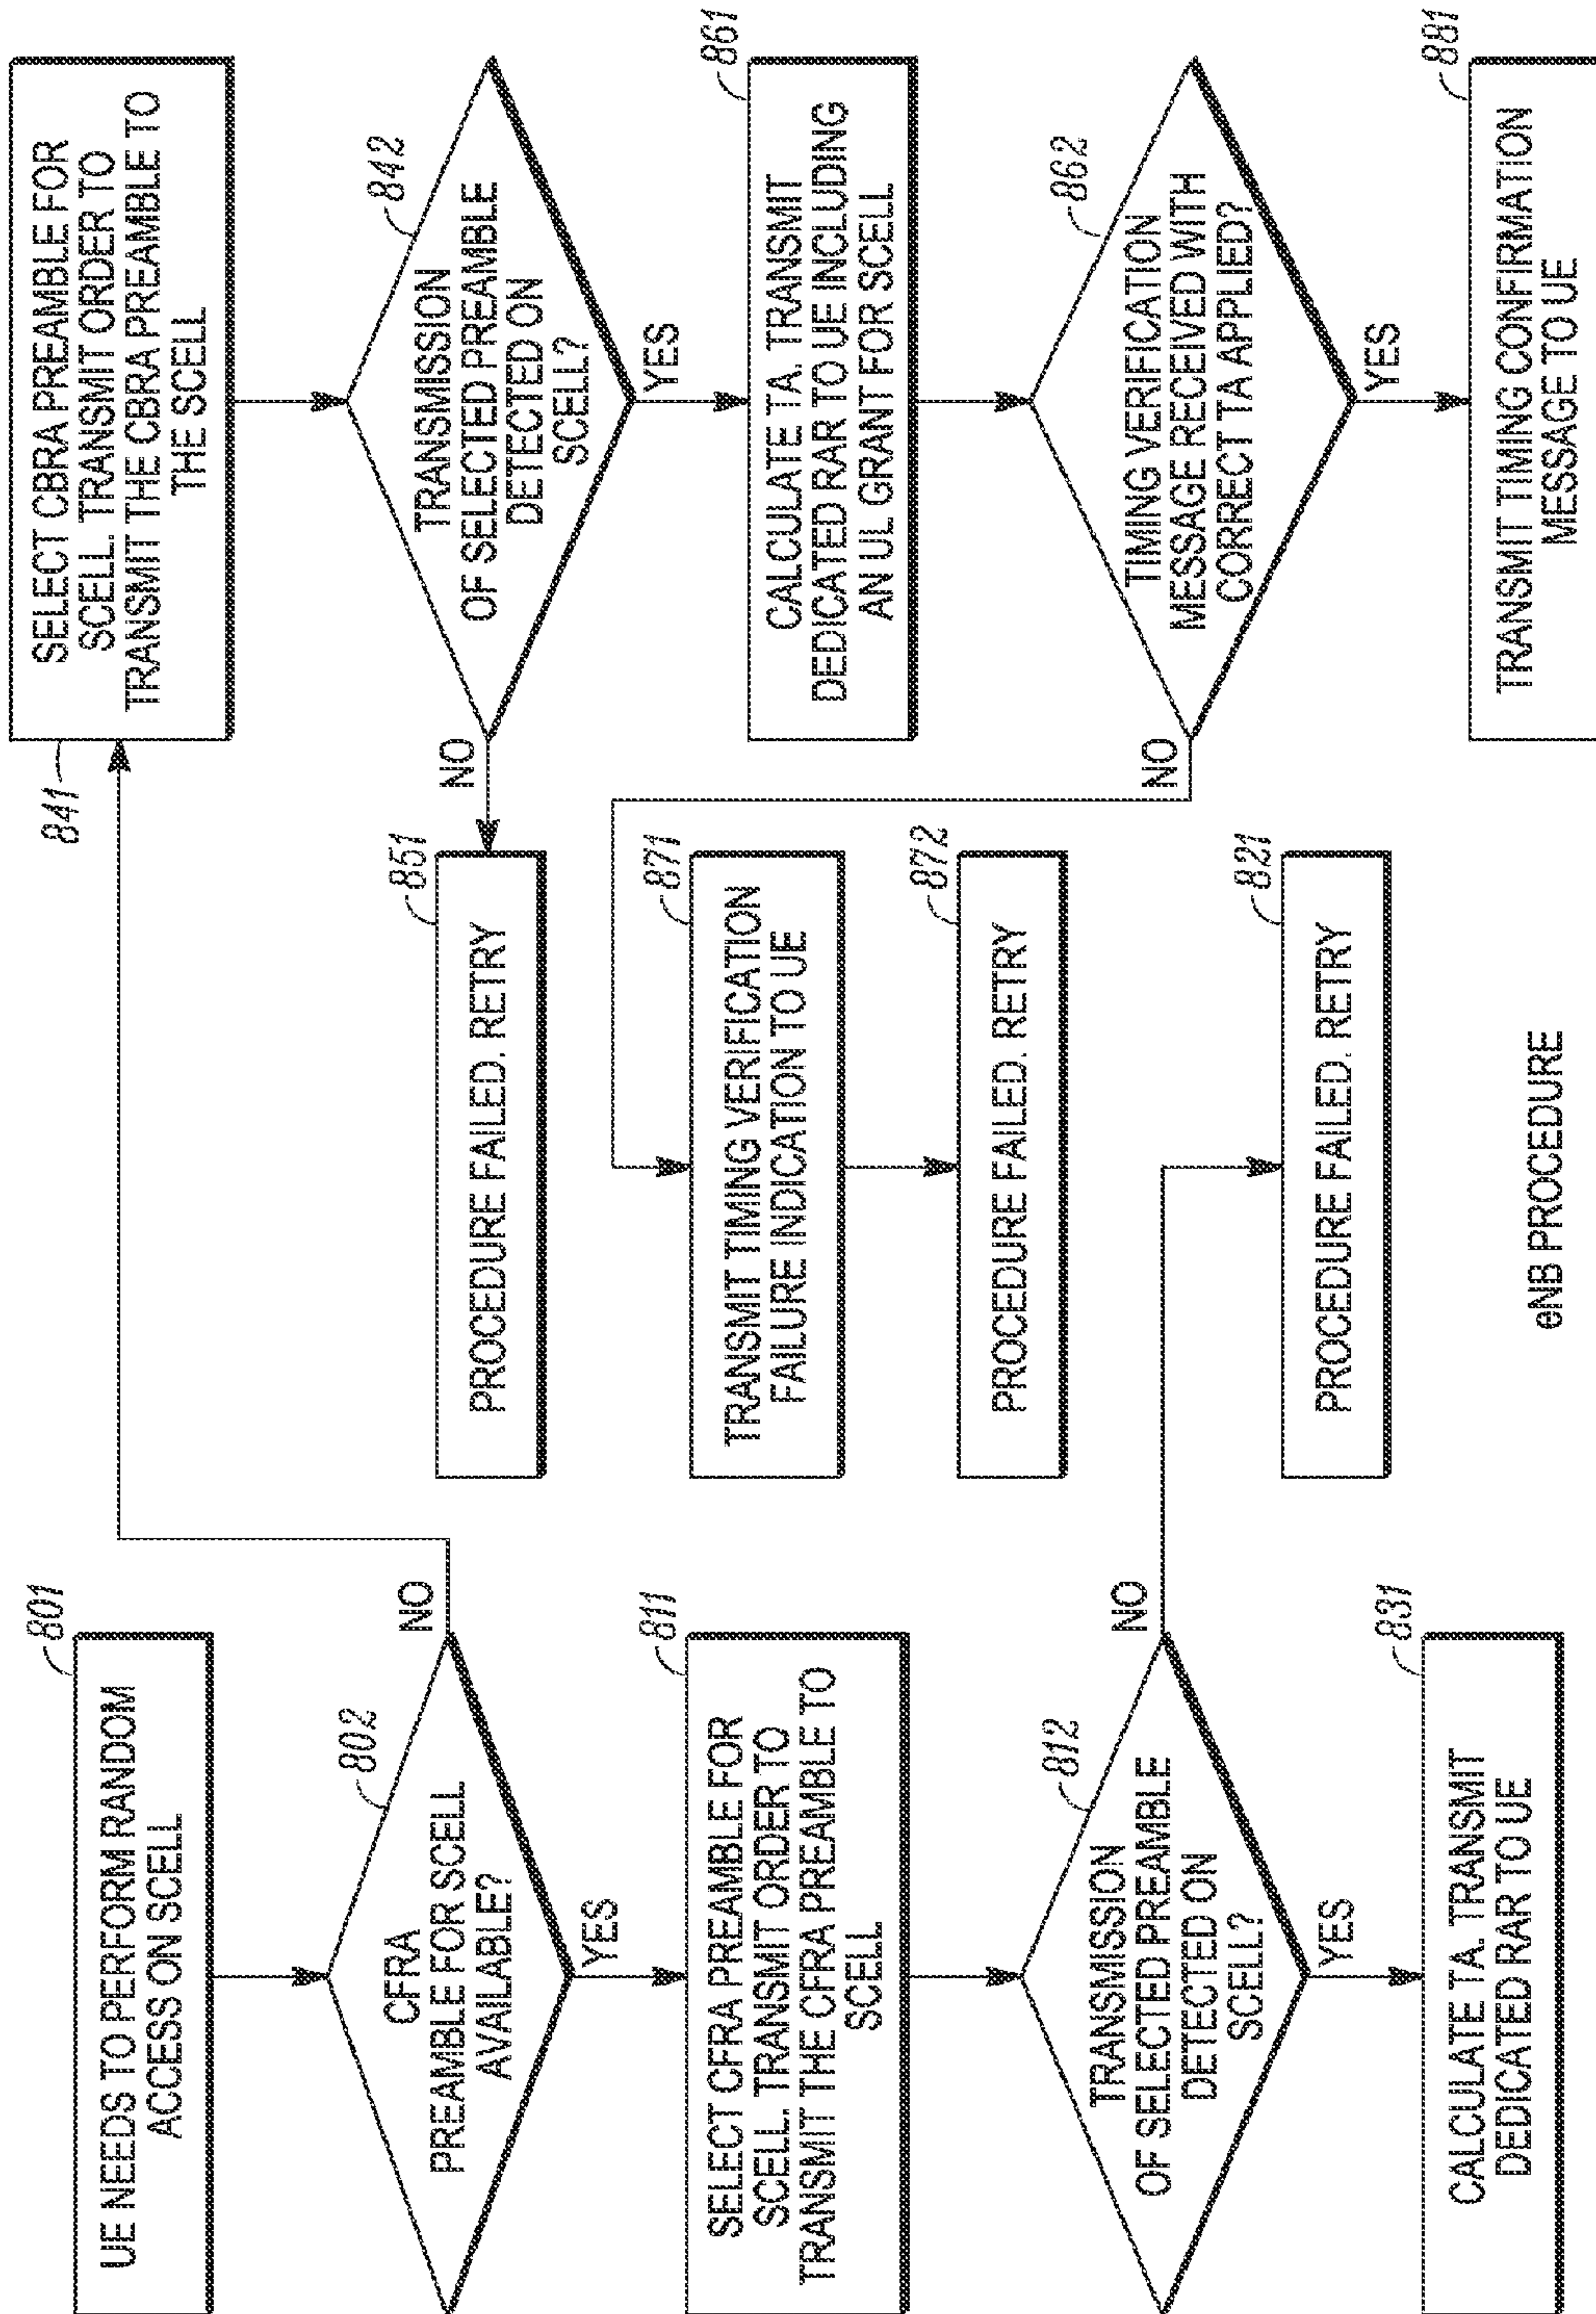 801
UE NEEDS TO PERFORM RANDOM
ACCESS ON SCELL
802
CFRA
PREAMBLE FOR SCELL
AVAILABLE?
NO
YES
811
SELECT CFRA PREAMBLE FOR
SCELL. TRANSMIT ORDER TO
TRANSMIT THE CFRA PREAMBLE TO
SCELL
812
TRANSMISSION
OF SELECTED PREAMBLE
DETECTED ON
SCELL?
NO
YES
831
CALCULATE TA. TRANSMIT
DEDICATED RAR TO UE
851
PROCEDURE FAILED. RETRY
871
TRANSMIT TIMING VERIFICATION
FAILURE INDICATION TO UE
872
PROCEDURE FAILED. RETRY
821
PROCEDURE FAILED. RETRY
eNB PROCEDURE
841
SELECT CBRA PREAMBLE FOR
SCELL. TRANSMIT ORDER TO
TRANSMIT THE CBRA PREAMBLE TO
THE SCELL
842
TRANSMISSION
OF SELECTED PREAMBLE
DETECTED ON
SCELL?
NO
YES
861
CALCULATE TA. TRANSMIT
DEDICATED RAR TO UE INCLUDING
AN UL GRANT FOR SCELL
862
TIMING VERIFICATION
MESSAGE RECEIVED WITH
CORRECT TA APPLIED?
NO
YES
881
TRANSMIT TIMING CONFIRMATION
MESSAGE TO UE